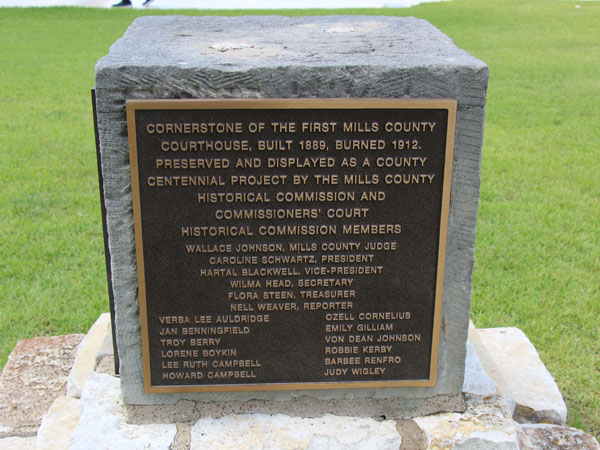 CORNERSTONE OF THE FIRST MILLS COUNTY
COURTHOUSE, BUILT 1889, BURNED 1912.
PRESERVED AND DISPLAYED AS A COUNTY
CENTENNIAL PROJECT BY THE MILLS COUNTY
HISTORICAL COMMISSION AND
COMMISSIONERS' COURT
HISTORICAL COMMISSION MEMBERS
WALLACE JOHNSON, MILLS COUNTY JUDGE
CAROLINE SCHWARTZ, PRESIDENT
HARTAL BLACKWELL, VICE-PRESIDENT
WILMA HEAD, SECRETARY
FLORA STEEN, TREASURER
NELL WEAVER, REPORTER
VERBA LEE AULDRIDGE
JAN BENNINGFIELD
TROY BERRY
LORENE BOYKIN
LEE RUTH CAMPBELL
HOWARD CAMPBELL
OZELL CORNELIUS
EMILY GILLIAM
VON DEAN JOHNSON
ROBBIE KERBY
BARBEE RENFRO
JUDY WIGLEY